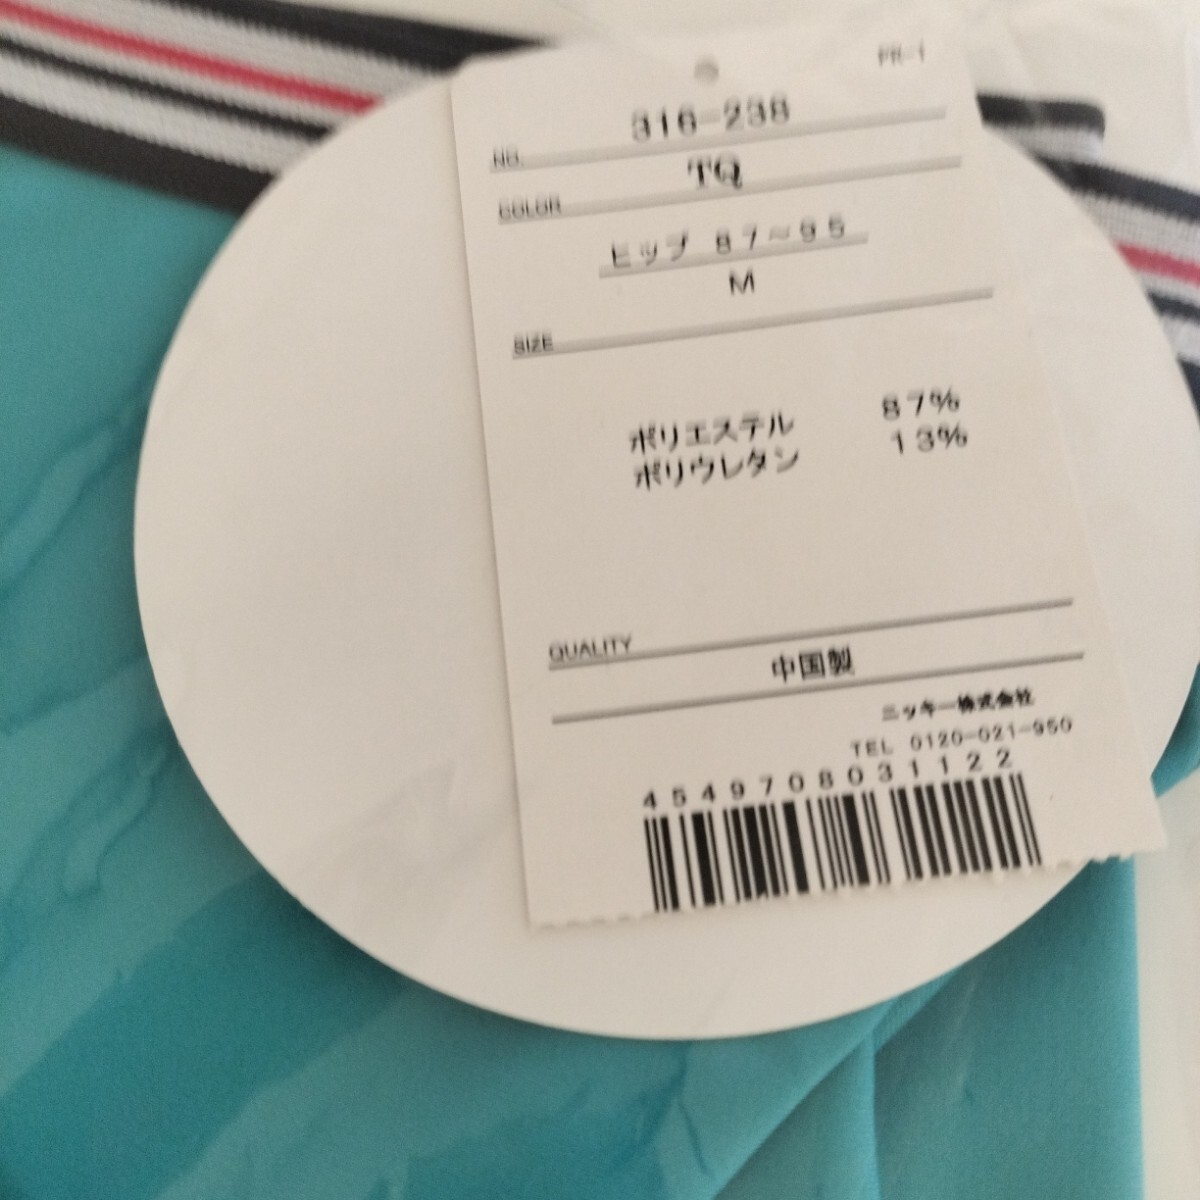 PR-1
316-238
NO.
TQ
COLOR
ヒップ 87～95
M
SIZE
ポリエステル 87%
ポリウレタン 13%
QUALITY
中国製
ニッキー株式会社
TEL 0120-021-950
4549708031122